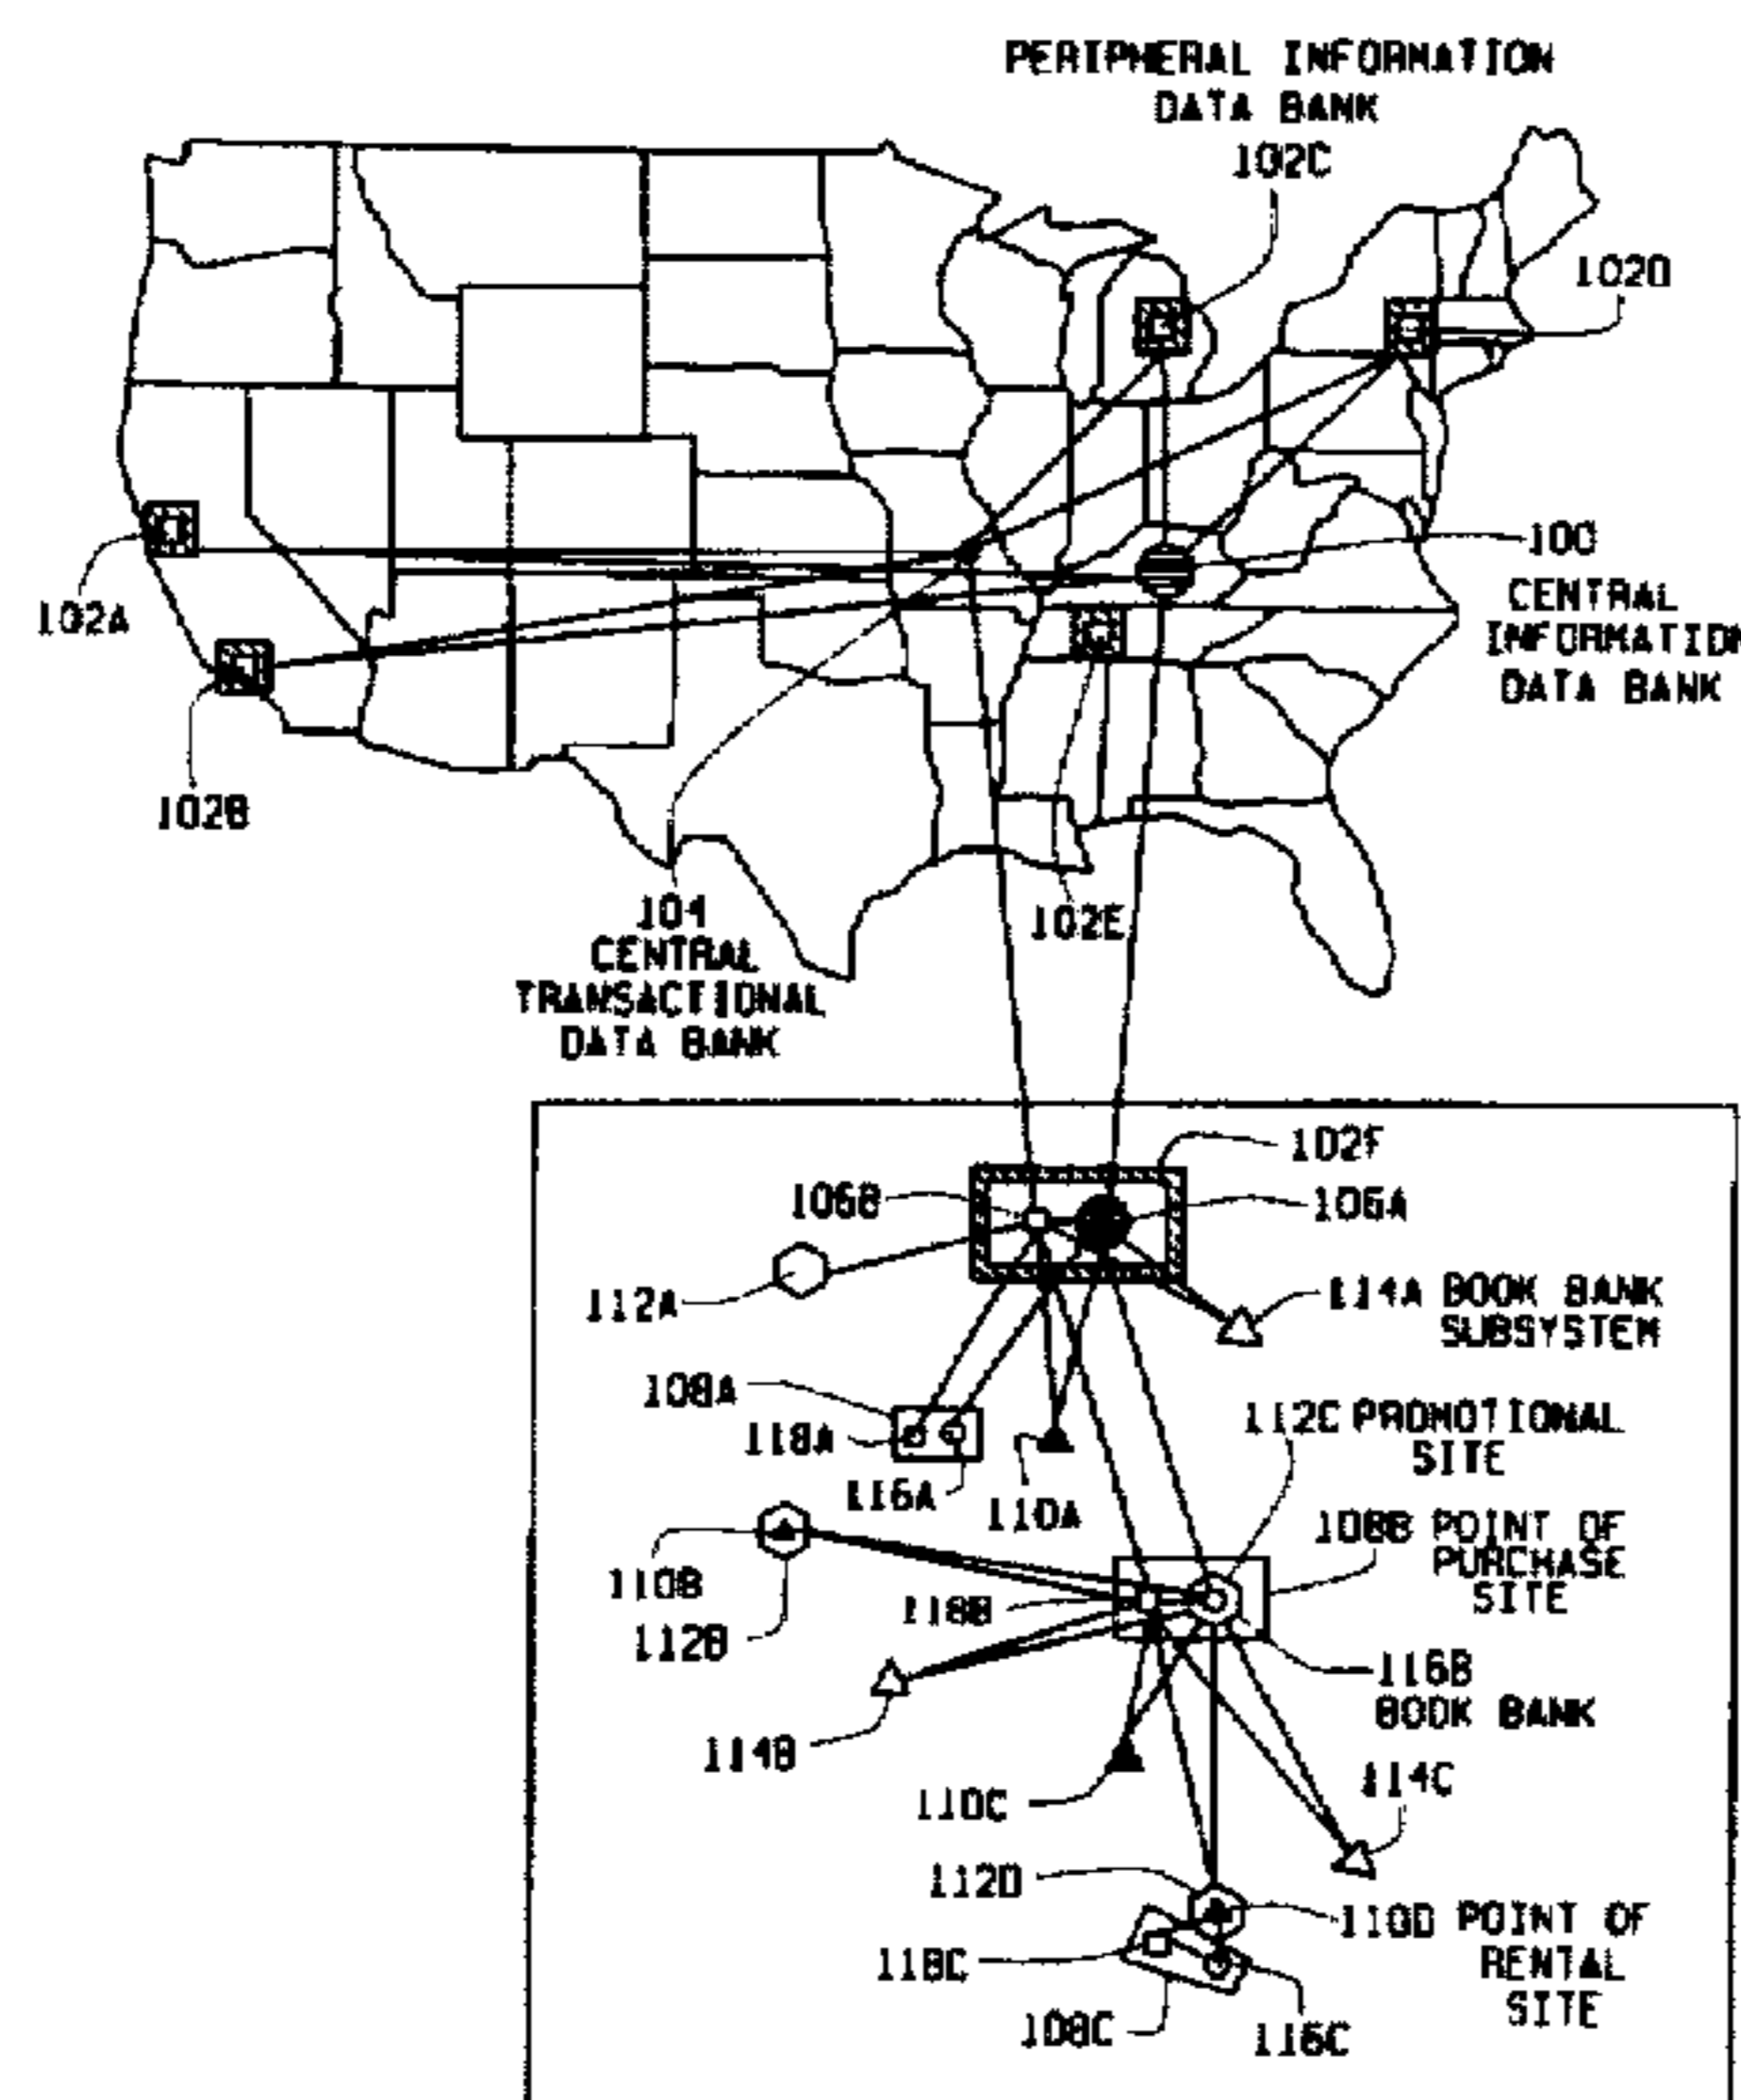 PERIPHERAL INFORMATION
DATA BANK
102C
102D
100
CENTRAL
INFORMATION
DATA BANK
102A
102B
104
CENTRAL
TRANSACTIONAL
DATA BANK
102E
102F
106B
106A
112A
114A BOOK BANK
SUBSYSTEM
108A
118A
116A
110A
112C PROMOTIONAL
SITE
108B POINT OF
PURCHASE
SITE
110B
112B
118B
116B
BOOK BANK
114B
110C
114C
112D
110D POINT OF
RENTAL
SITE
118C
108C
116C